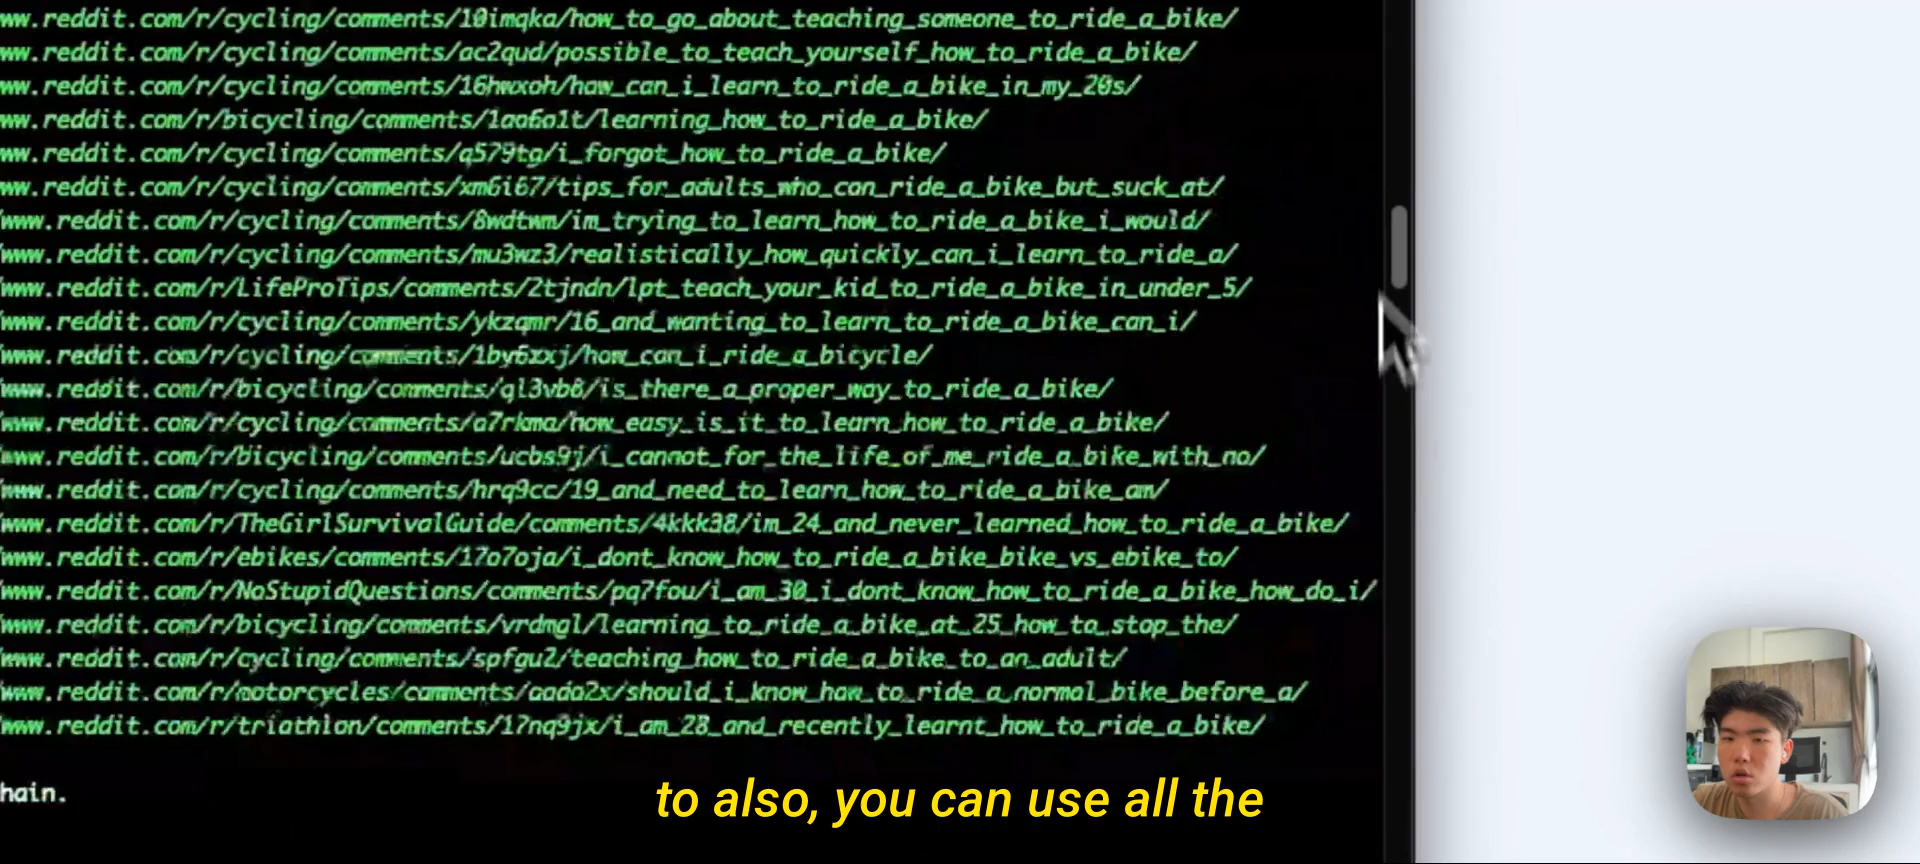 ww.reddit.com/r/cycling/comments/10imqka/how_to_go_about_teaching_someone_to_ride_a_bike/
ww.reddit.com/r/cycling/comments/ac2qud/possible_to_teach_yourself_how_to_ride_a_bike/
ww.reddit.com/r/cycling/comments/16hwxoh/how_can_i_learn_to_ride_a_bike_in_my_20s/
ww.reddit.com/r/bicycling/comments/1aa6a1t/learning_how_to_ride_a_bike/
ww.reddit.com/r/cycling/comments/q579tg/i_forgot_how_to_ride_a_bike/
ww.reddit.com/r/cycling/comments/xm6i67/tips_for_adults_who_can_ride_a_bike_but_suck_at/
www.reddit.com/r/cycling/comments/8wdtwm/im_trying_to_learn_how_to_ride_a_bike_i_would/
www.reddit.com/r/cycling/comments/mu3wz3/realistically_how_quickly_can_i_learn_to_ride_a/
www.reddit.com/r/LifeProTips/comments/2tjndn/lpt_teach_your_kid_to_ride_a_bike_in_under_5/
www.reddit.com/r/cycling/comments/ykzqmr/16_and_wanting_to_learn_to_ride_a_bike_can_i/
www.reddit.com/r/cycling/comments/1by6zxj/how_can_i_ride_a_bicycle/
www.reddit.com/r/bicycling/comments/ql3vb8/is_there_a_proper_way_to_ride_a_bike/
www.reddit.com/r/cycling/comments/a7rkma/how_easy_is_it_to_learn_how_to_ride_a_bike/
www.reddit.com/r/bicycling/comments/ucbs9j/i_cannot_for_the_life_of_me_ride_a_bike_with_no/
www.reddit.com/r/cycling/comments/hrq9cc/19_and_need_to_learn_how_to_ride_a_bike_am/
www.reddit.com/r/TheGirlSurvivalGuide/comments/4kkk38/im_24_and_never_learned_how_to_ride_a_bike/
www.reddit.com/r/ebikes/comments/17o7oja/i_dont_know_how_to_ride_a_bike_bike_vs_ebike_to/
www.reddit.com/r/NoStupidQuestions/comments/pq7fou/i_am_30_i_dont_know_how_to_ride_a_bike_how_do_i/
www.reddit.com/r/bicycling/comments/vrdmgl/learning_to_ride_a_bike_at_25_how_to_stop_the/
www.reddit.com/r/cycling/comments/spfgu2/teaching_how_to_ride_a_bike_to_an_adult/
www.reddit.com/r/motorcycles/comments/aada2x/should_i_know_how_to_ride_a_normal_bike_before_a/
www.reddit.com/r/triathlon/comments/17nq9jx/i_am_28_and_recently_learnt_how_to_ride_a_bike/
hain.
to also, you can use all the